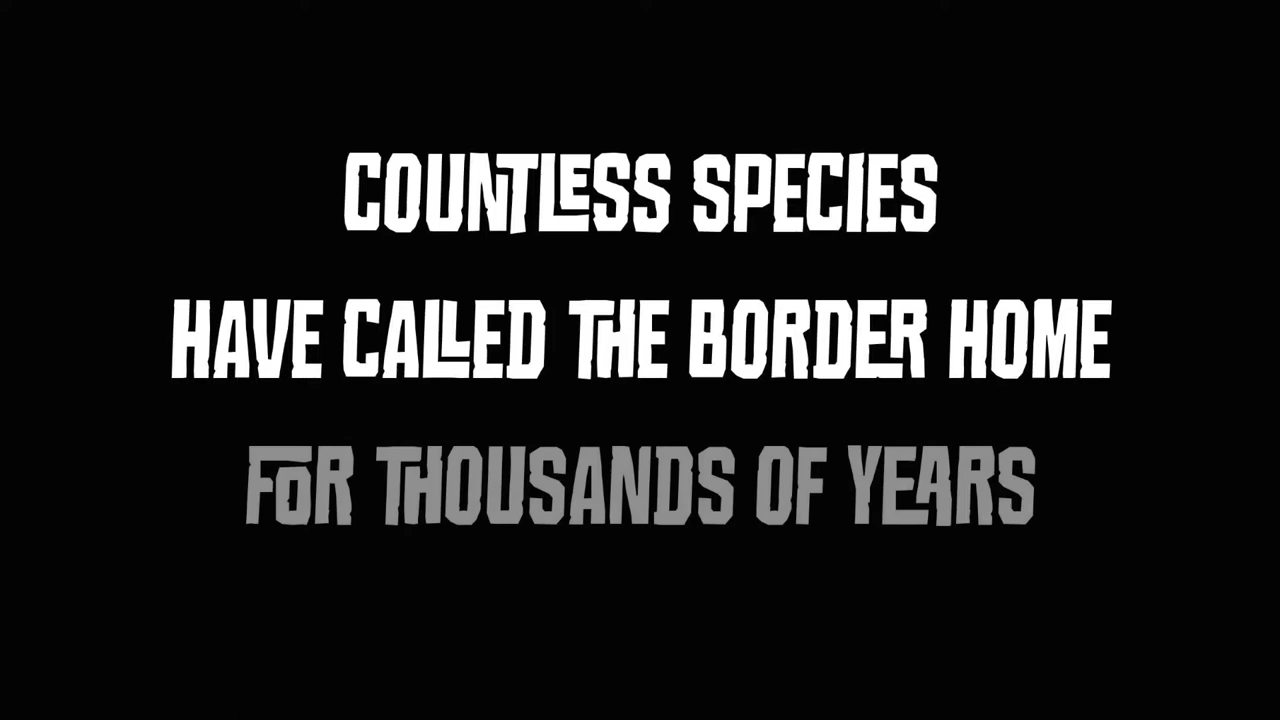 COUNTLESS SPECIES
HAVE CALLED THE BORDER HOME
FOR THOUSANDS OF YEARS